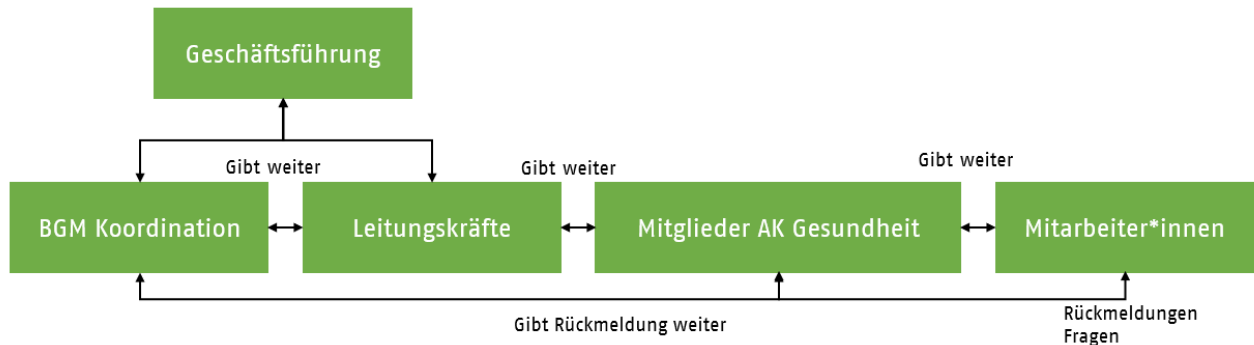 Geschäftsführung
Gibt weiter
Gibt weiter
Gibt weiter
BGM Koordination
Leitungskräfte
Mitglieder AK Gesundheit
Mitarbeiter*innen
Gibt Rückmeldung weiter
Rückmeldungen
Fragen